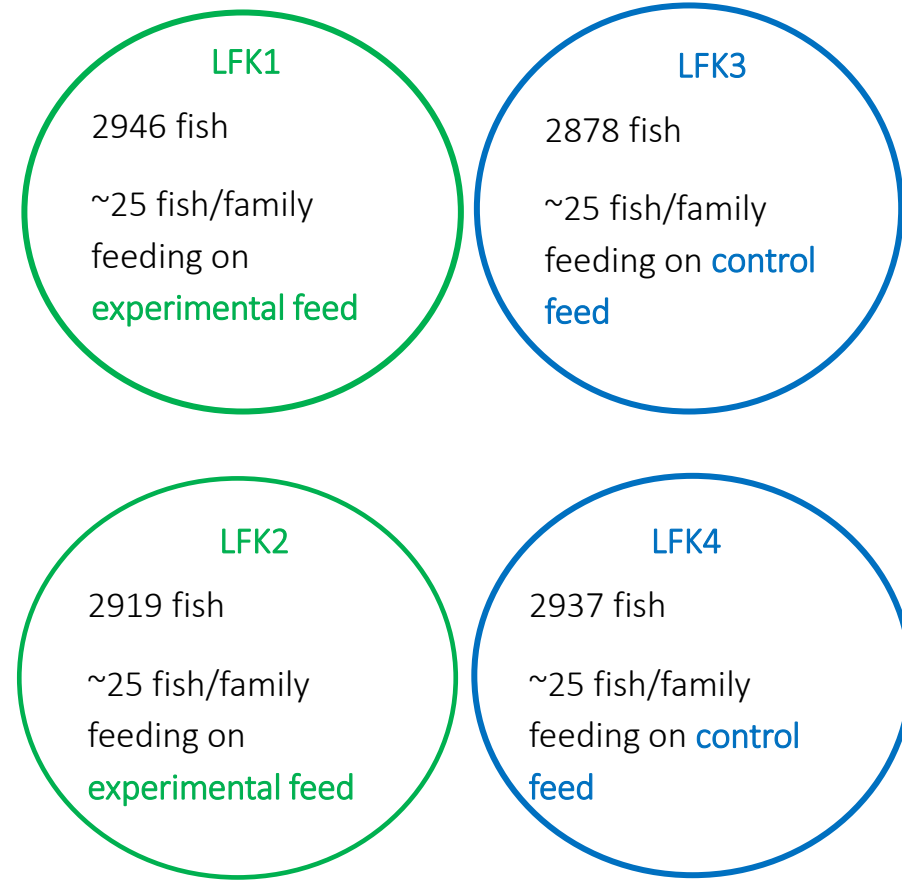 LFK1
2946 fish
~25 fish/family
feeding on
experimental feed
LFK3
2878 fish
~25 fish/family
feeding on control
feed
LFK2
2919 fish
~25 fish/family
feeding on
experimental feed
LFK4
2937 fish
~25 fish/family
feeding on control
feed